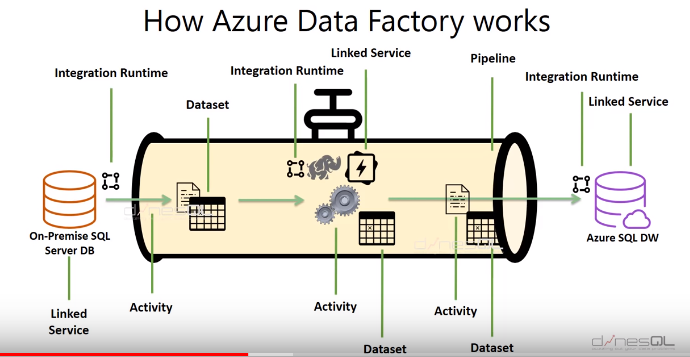 How Azure Data Factory works
Linked Service
Integration Runtime
Integration Runtime
Pipeline
Integration Runtime
Dataset
Linked Service
On-Premise SQL
Server DB
Azure SQL DW
Activity
Activity
Activity
Linked
Service
Dataset
Dataset